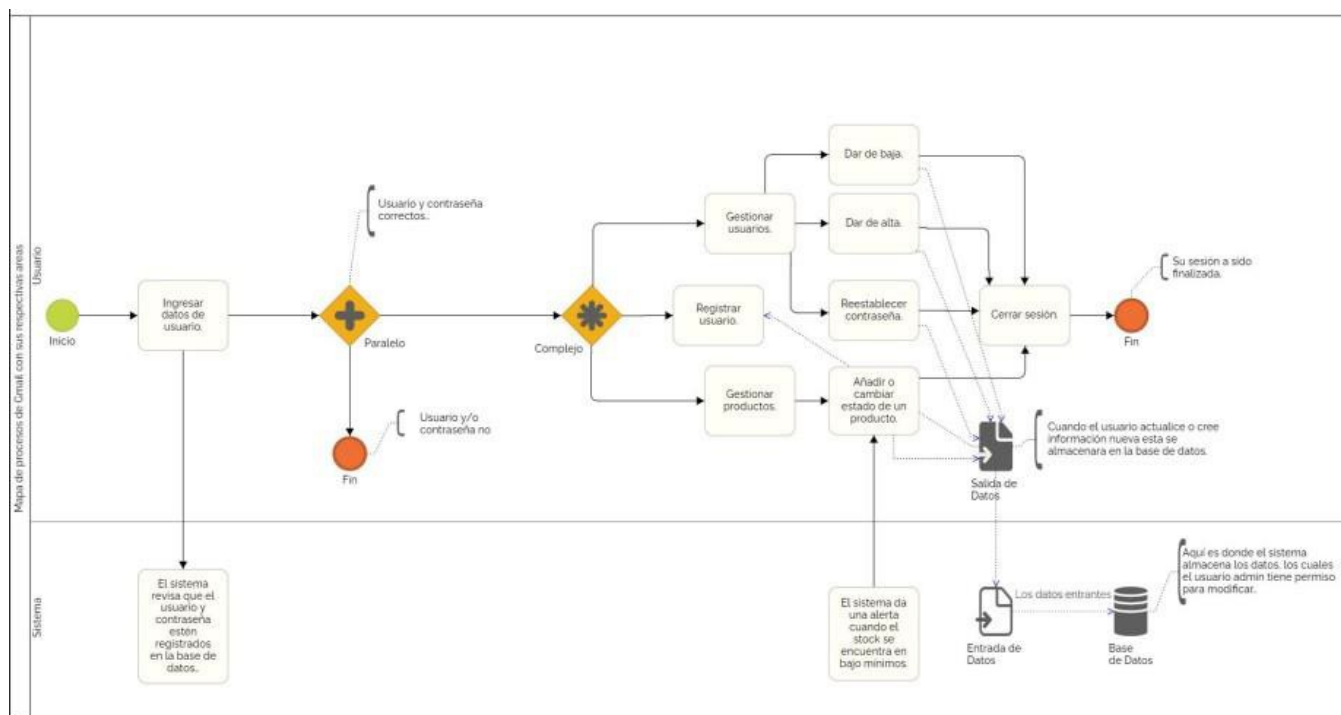 Mapa de procesos de Gmail con sus respectivas areas
Usuario
Inicio
Ingresar
datos de
usuario.
Usuario y contraseña
correctos..
Paralelo
Usuario y/o
contraseña no
Fin
Complejo
Gestionar
usuarios.
Registrar
usuario.
Gestionar
productos.
Dar de baja.
Dar de alta.
Reestablecer
contraseña.
Añadir o
cambiar
estado de un
producto.
Cerrar sesión.
Su sesión a sido
finalizada.
Fin
Cuando el usuario actualice o cree
información nueva esta se
almacenara en la base de datos.
Salida de
Datos
Sistema
El sistema
revisa que el
usuario y
contraseña
estén
registrados
en la base de
datos..
El sistema da
una alerta
cuando el
stock se
encuentra en
bajo mínimos.
Entrada de
Datos
Los datos entrantes
Base
de Datos
Aquí es donde el sistema
almacena los datos. los cuales
el usuario admin tiene permiso
para modificar..